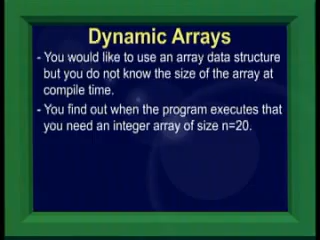 Dynamic Arrays
- You would like to use an array data structure
but you do not know the size of the array at
compile time.
- You find out when the program executes that
you need an integer array of size n=20.